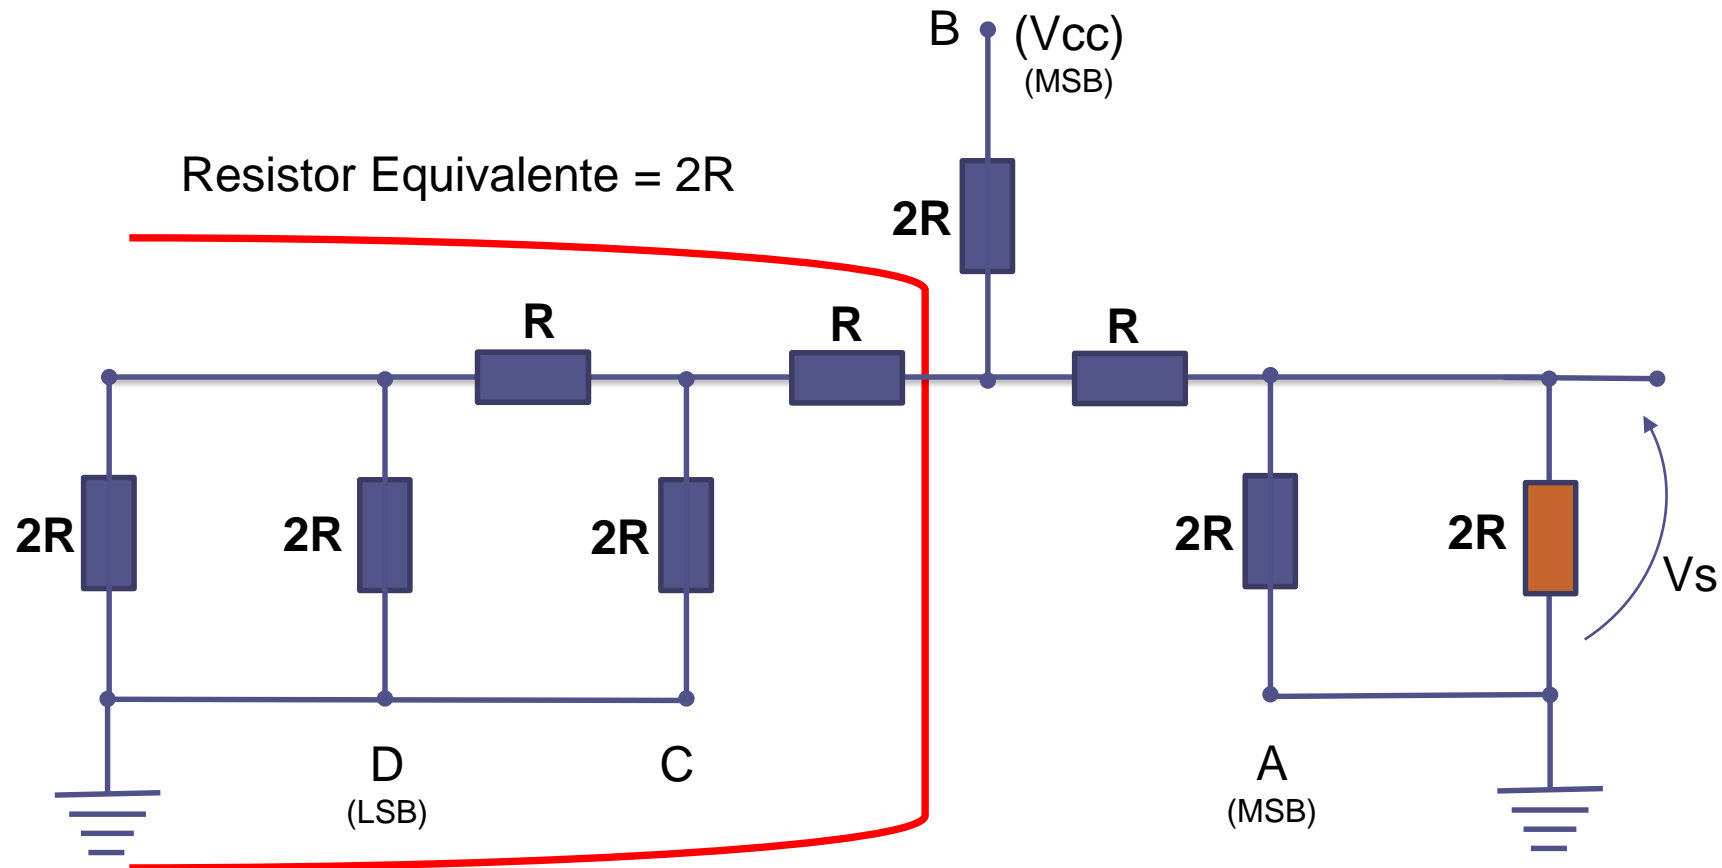 B (Vcc)
(MSB)
Resistor Equivalente = 2R
2R
R
R
R
2R
2R
2R
2R
2R
Vs
D
(LSB)
C
A
(MSB)